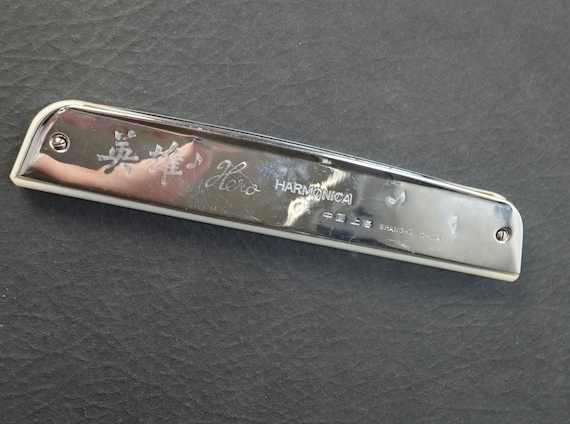 英雄 Hero HARMONICA
中国上海 SHANGHAI CHINA